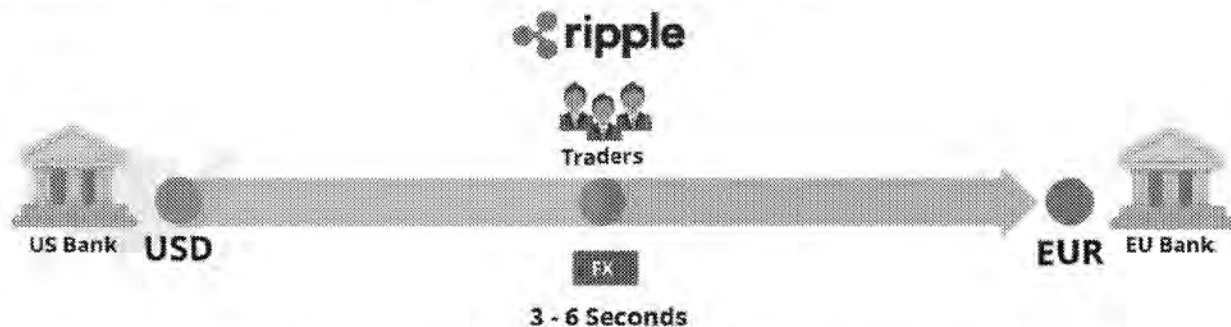 ripple
Traders
US Bank
USD
EUR
EU Bank
FX
3 - 6 Seconds